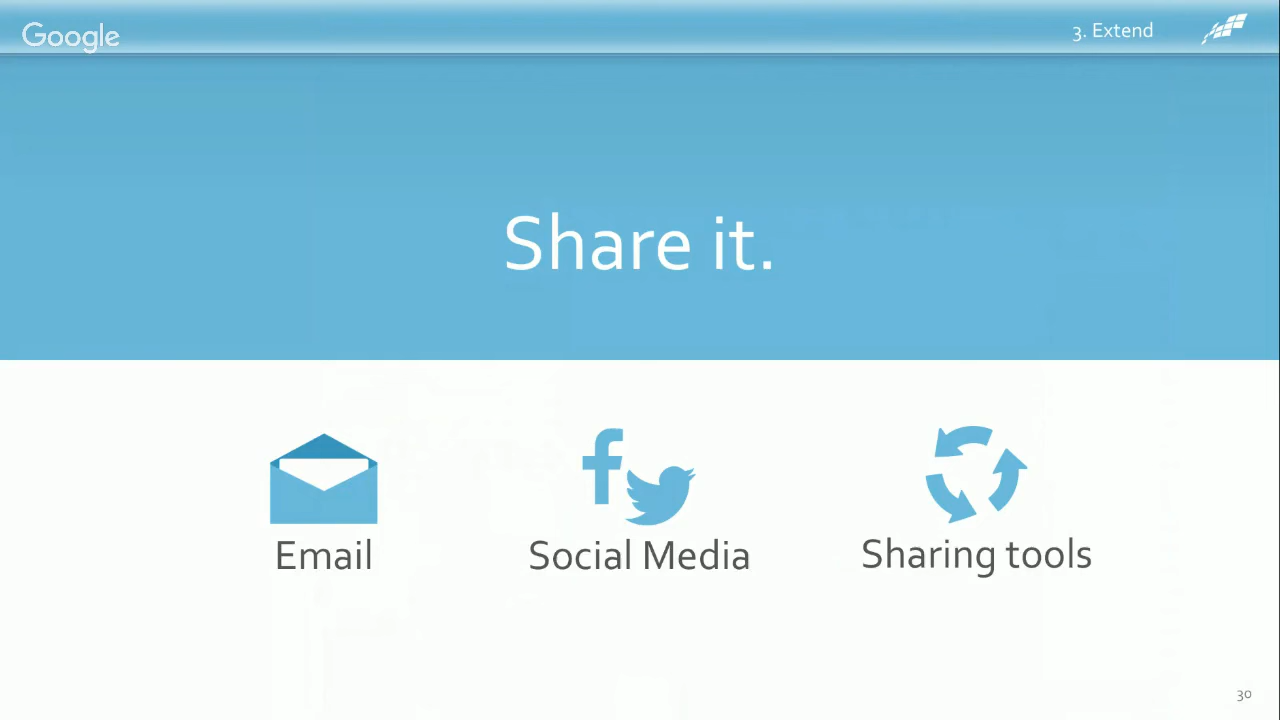 Google
3. Extend
Share it.
Email
Social Media
Sharing tools
30